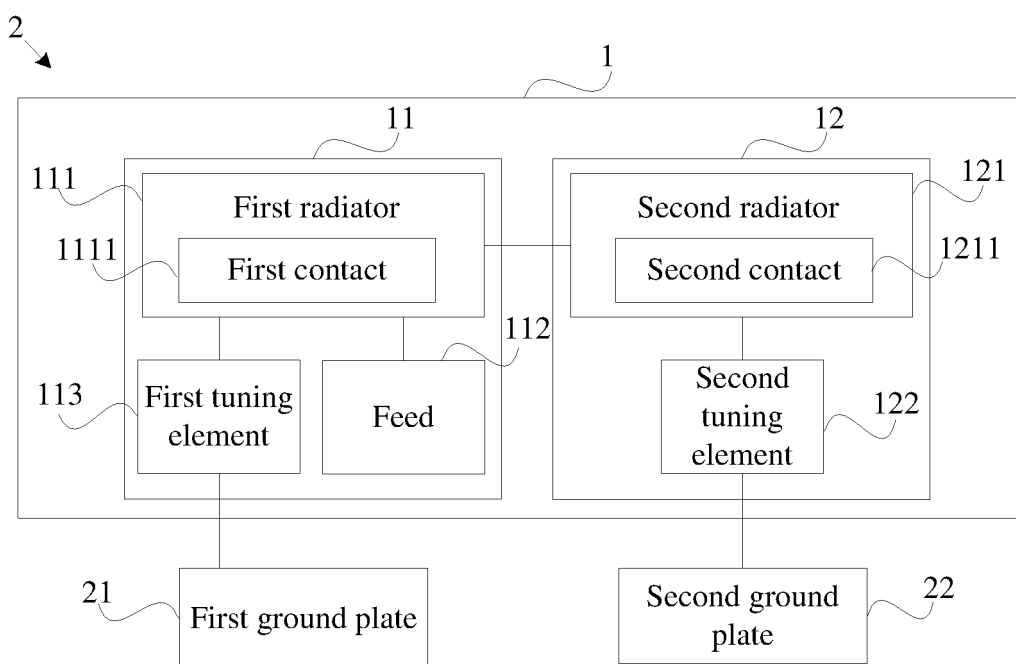 2
1
11
12
111
First radiator
Second radiator
121
1111
First contact
Second contact
1211
112
113
First tuning
element
Feed
Second
tuning
element
122
21
First ground plate
Second ground
plate
22